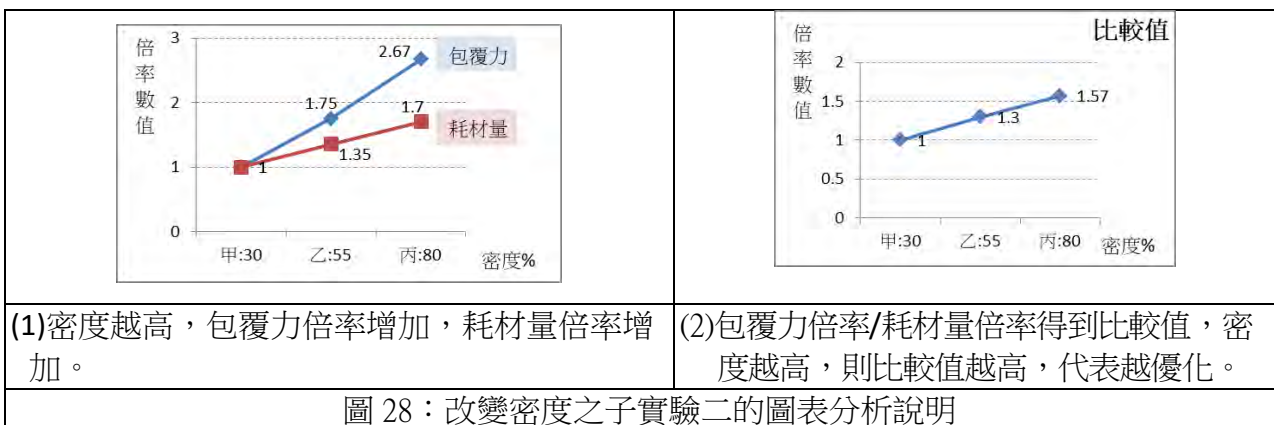 倍率數值
3
2
1
0
2.67
包覆力
1.75
1.7
耗材量
1.35
1
甲:30 乙:55 丙:80 密度%
比較值
倍率數值
2
1.5
1
0.5
0
1.57
1.3
1
甲:30 乙:55 丙:80 密度%
(1)密度越高，包覆力倍率增加，耗材量倍率增
加。
(2)包覆力倍率/耗材量倍率得到比較值，密
度越高，則比較值越高，代表越優化。
圖 28：改變密度之子實驗二的圖表分析說明